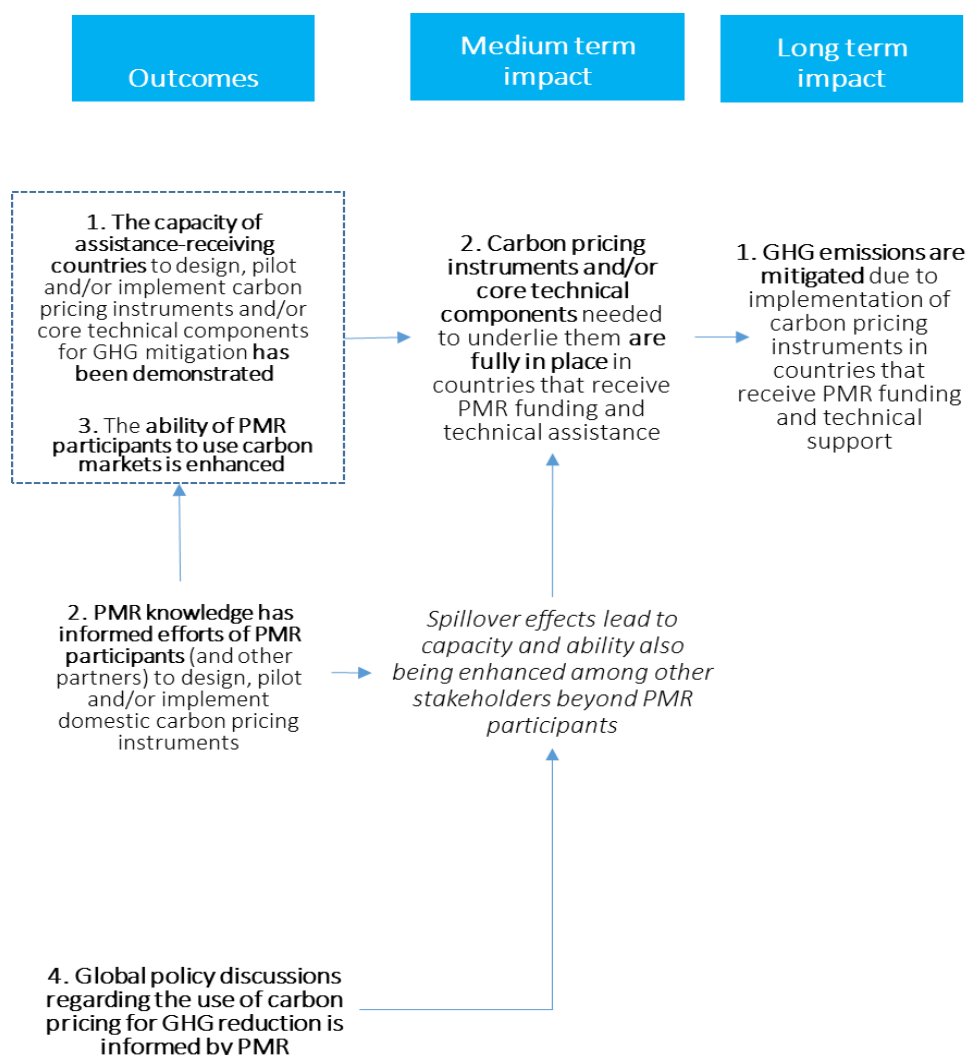 Outcomes
Medium term
impact
Long term
impact
1. The capacity of
assistance-receiving
countries to design, pilot
and/or implement carbon
pricing instruments and/or
core technical components
for GHG mitigation has
been demonstrated
3. The ability of PMR
participants to use carbon
markets is enhanced
2. Carbon pricing
instruments and/or
core technical
components needed
to underlie them are
fully in place in
countries that receive
PMR funding and
technical assistance
1. GHG emissions are
mitigated due to
implementation of
carbon pricing
instruments in
countries that
receive PMR funding
and technical
support
2. PMR knowledge has
informed efforts of PMR
participants (and other
partners) to design, pilot
and/or implement
domestic carbon pricing
instruments
Spillover effects lead to
capacity and ability also
being enhanced among other
stakeholders beyond PMR
participants
4. Global policy discussions
regarding the use of carbon
pricing for GHG reduction is
informed by PMR